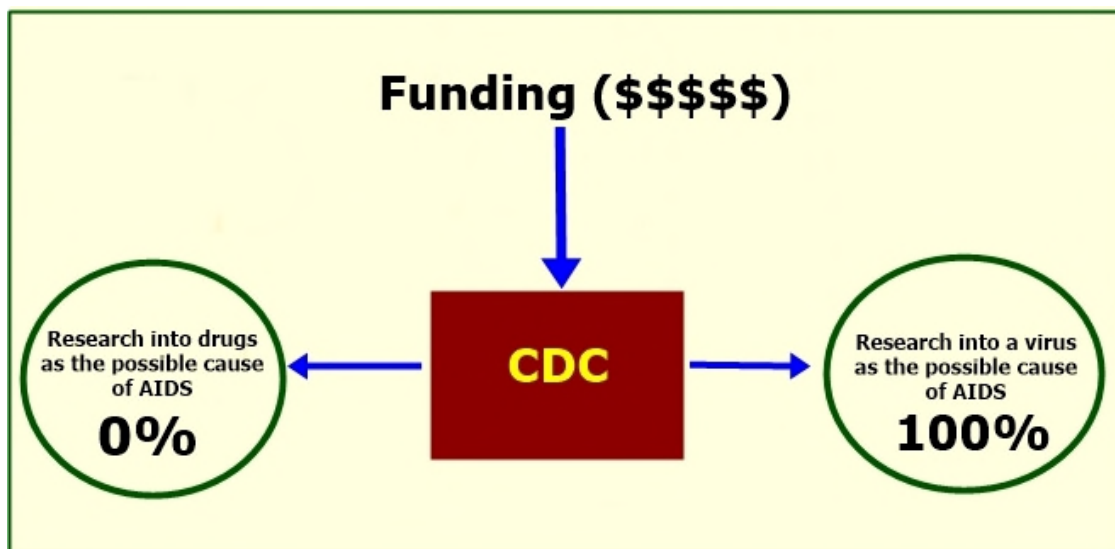 Funding ($$$$$)
CDC
Research into drugs
as the possible cause
of AIDS
0%
Research into a virus
as the possible cause
of AIDS
100%